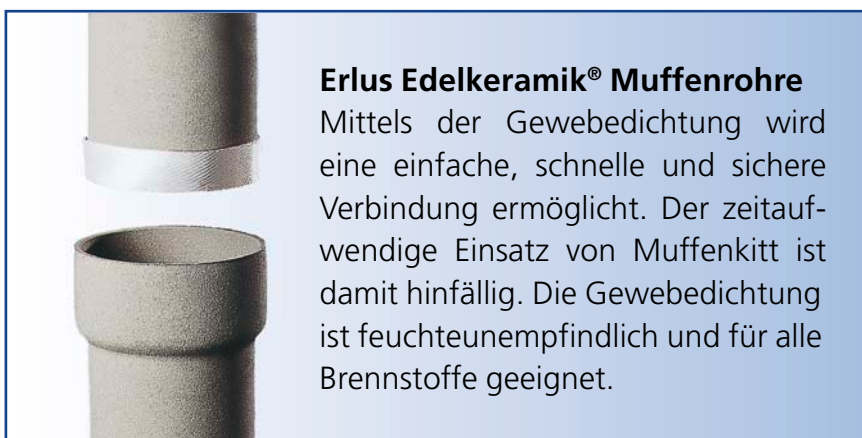 Erlus Edelkeramik® Muffenrohre
Mittels der Gewebedichtung wird
eine einfache, schnelle und sichere
Verbindung ermöglicht. Der zeitauf-
wendige Einsatz von Muffenkitt ist
damit hinfällig. Die Gewebedichtung
ist feuchteunempfindlich und für alle
Brennstoffe geeignet.